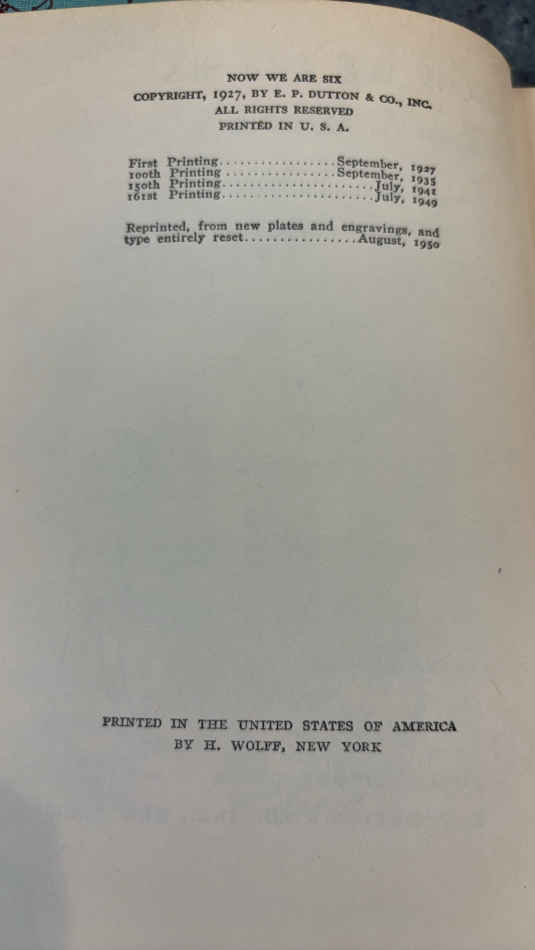 NOW WE ARE SIX
COPYRIGHT, 1927, BY E. P. DUTTON & CO., INC.
ALL RIGHTS RESERVED
PRINTED IN U. S. A.
First Printing.................September, 1927
100th Printing ................September, 1935
150th Printing......................July, 1941
161st Printing......................July, 1949
Reprinted, from new plates and engravings, and
type entirely reset................August, 1950
PRINTED IN THE UNITED STATES OF AMERICA
BY H. WOLFF, NEW YORK